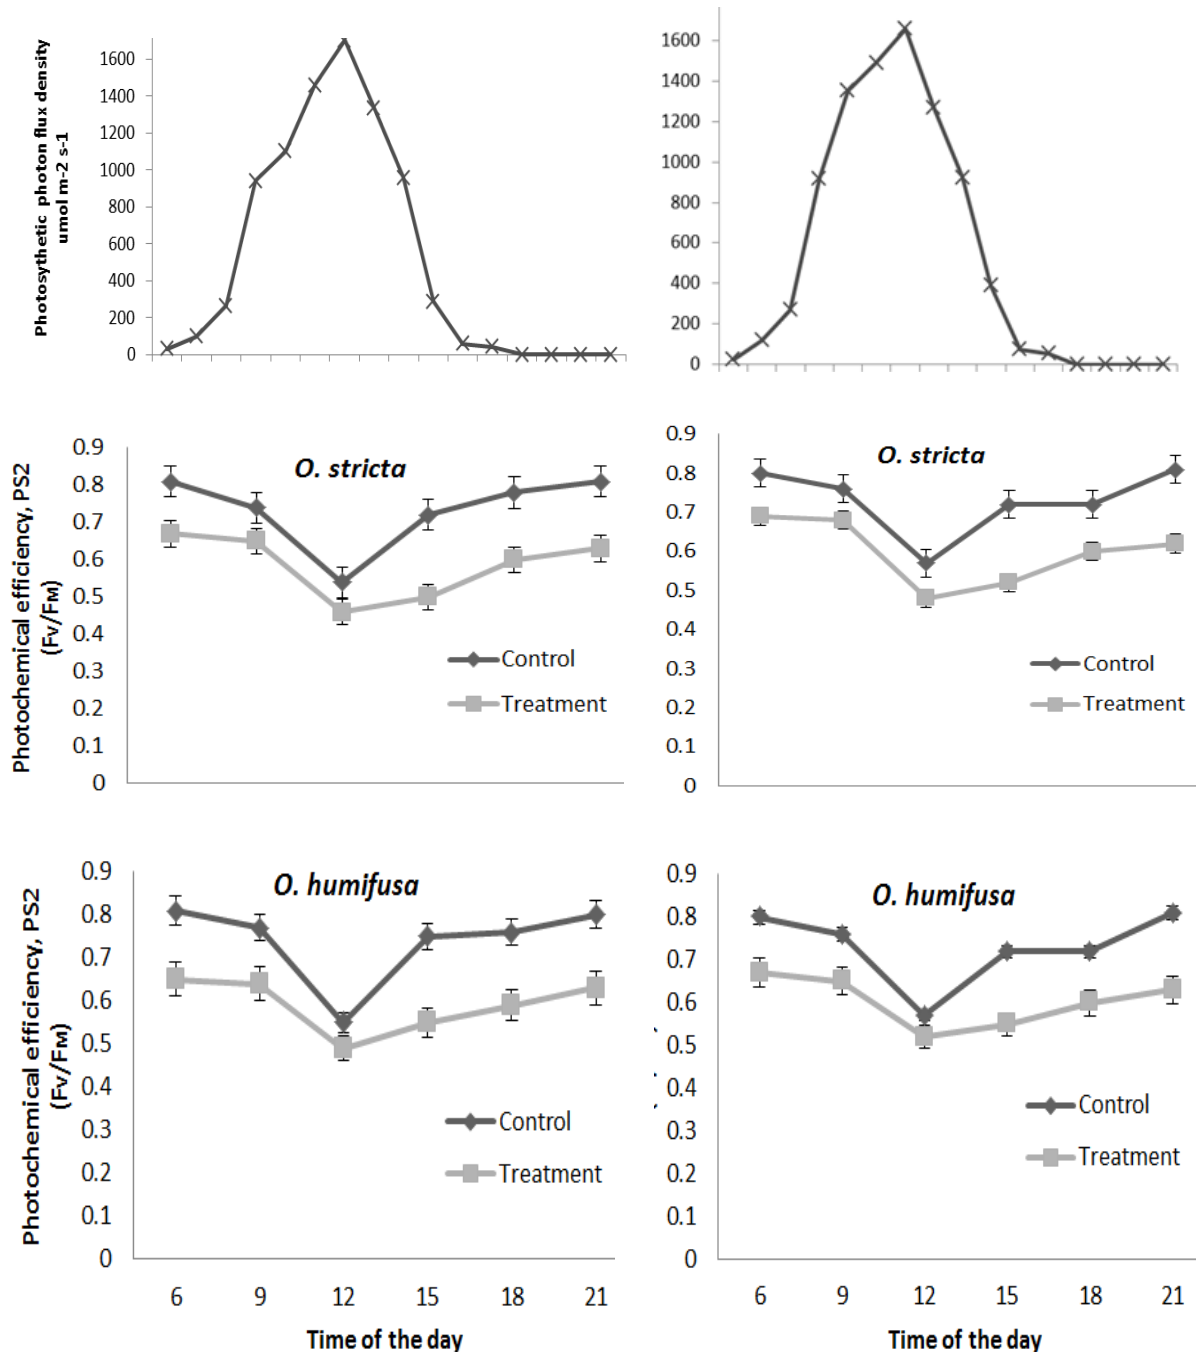 Photosythetic photon flux density
umol m-2 s-1
1600
1400
1200
1000
800
600
400
200
0
1600
1400
1200
1000
800
600
400
200
0
Photochemical efficiency, PS2
(Fv/FM)
0.9
0.8
0.7
0.6
0.5
0.4
0.3
0.2
0.1
0
O. stricta
Control
Treatment
0.9
0.8
0.7
0.6
0.5
0.4
0.3
0.2
0.1
0
O. stricta
Control
Treatment
Photochemical efficiency, PS2
(Fv/FM)
0.9
0.8
0.7
0.6
0.5
0.4
0.3
0.2
0.1
0
O. humifusa
Control
Treatment
6 9 12 15 18 21
Time of the day
0.9
0.8
0.7
0.6
0.5
0.4
0.3
0.2
0.1
0
O. humifusa
Control
Treatment
6 9 12 15 18 21
Time of the day